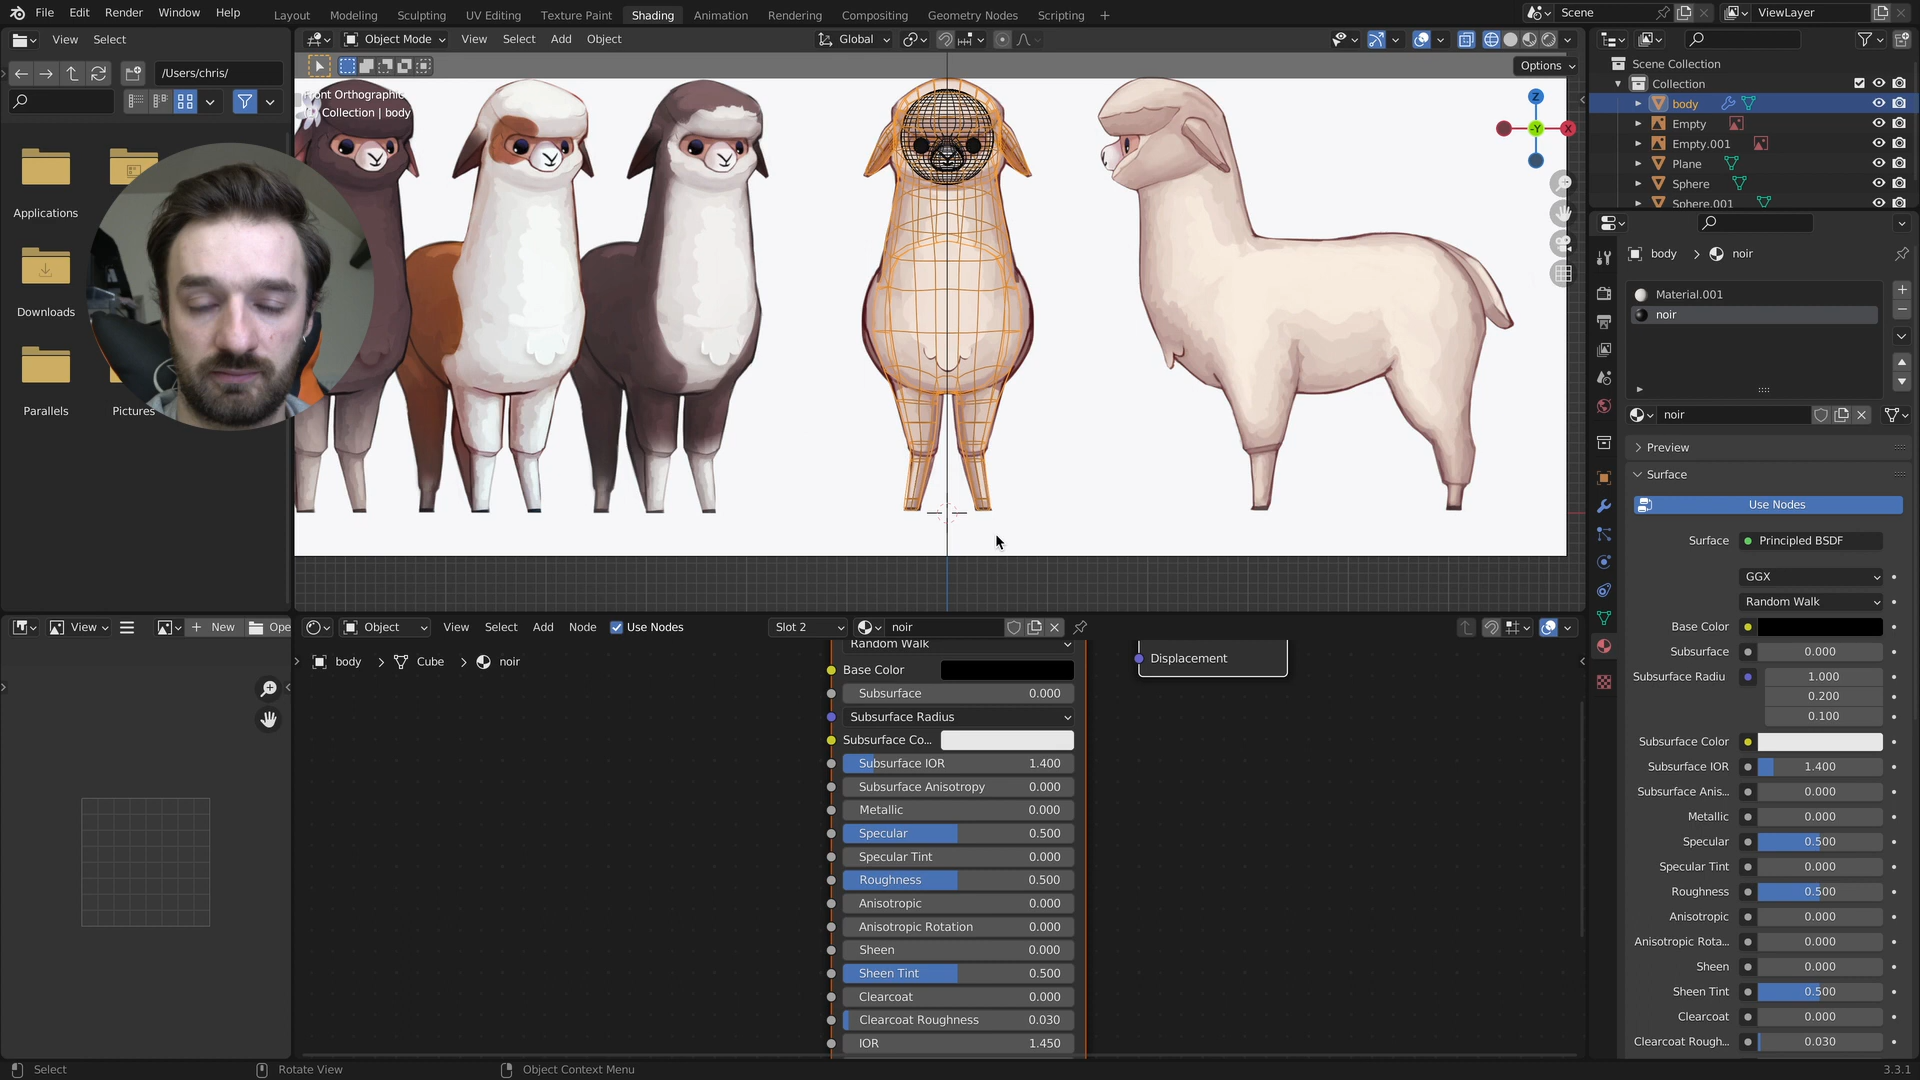 File Edit Render Window Help
Layout Modeling Sculpting UV Editing Texture Paint Shading Animation Rendering Compositing Geometry Nodes Scripting +
Scene
ViewLayer
View Select
/Users/chris/
Applications
Downloads
Parallels
Pictures
Object Mode View Select Add Object
Global
Options
Front Orthographic
Collection | body
Z
-Y
X
Scene Collection
Collection
body
Empty
Empty.001
Plane
Sphere
Sphere.001
body > noir
Material.001
noir
noir
Preview
Surface
Use Nodes
Surface Principled BSDF
GGX
Random Walk
Base Color
Subsurface 0.000
Subsurface Radiu 1.000
0.200
0.100
Subsurface Color
Subsurface IOR 1.400
Subsurface Anis... 0.000
Metallic 0.000
Specular 0.500
Specular Tint 0.000
Roughness 0.500
Anisotropic 0.000
Anisotropic Rota... 0.000
Sheen 0.000
Sheen Tint 0.500
Clearcoat 0.000
Clearcoat Rough... 0.030
View
+ New
Ope
Object View Select Add Node Use Nodes
Slot 2
noir
body > Cube > noir
Random Walk
Base Color
Subsurface 0.000
Subsurface Radius
Subsurface Co...
Subsurface IOR 1.400
Subsurface Anisotropy 0.000
Metallic 0.000
Specular 0.500
Specular Tint 0.000
Roughness 0.500
Anisotropic 0.000
Anisotropic Rotation 0.000
Sheen 0.000
Sheen Tint 0.500
Clearcoat 0.000
Clearcoat Roughness 0.030
IOR 1.450
Displacement
Select
Rotate View
Object Context Menu
3.3.1